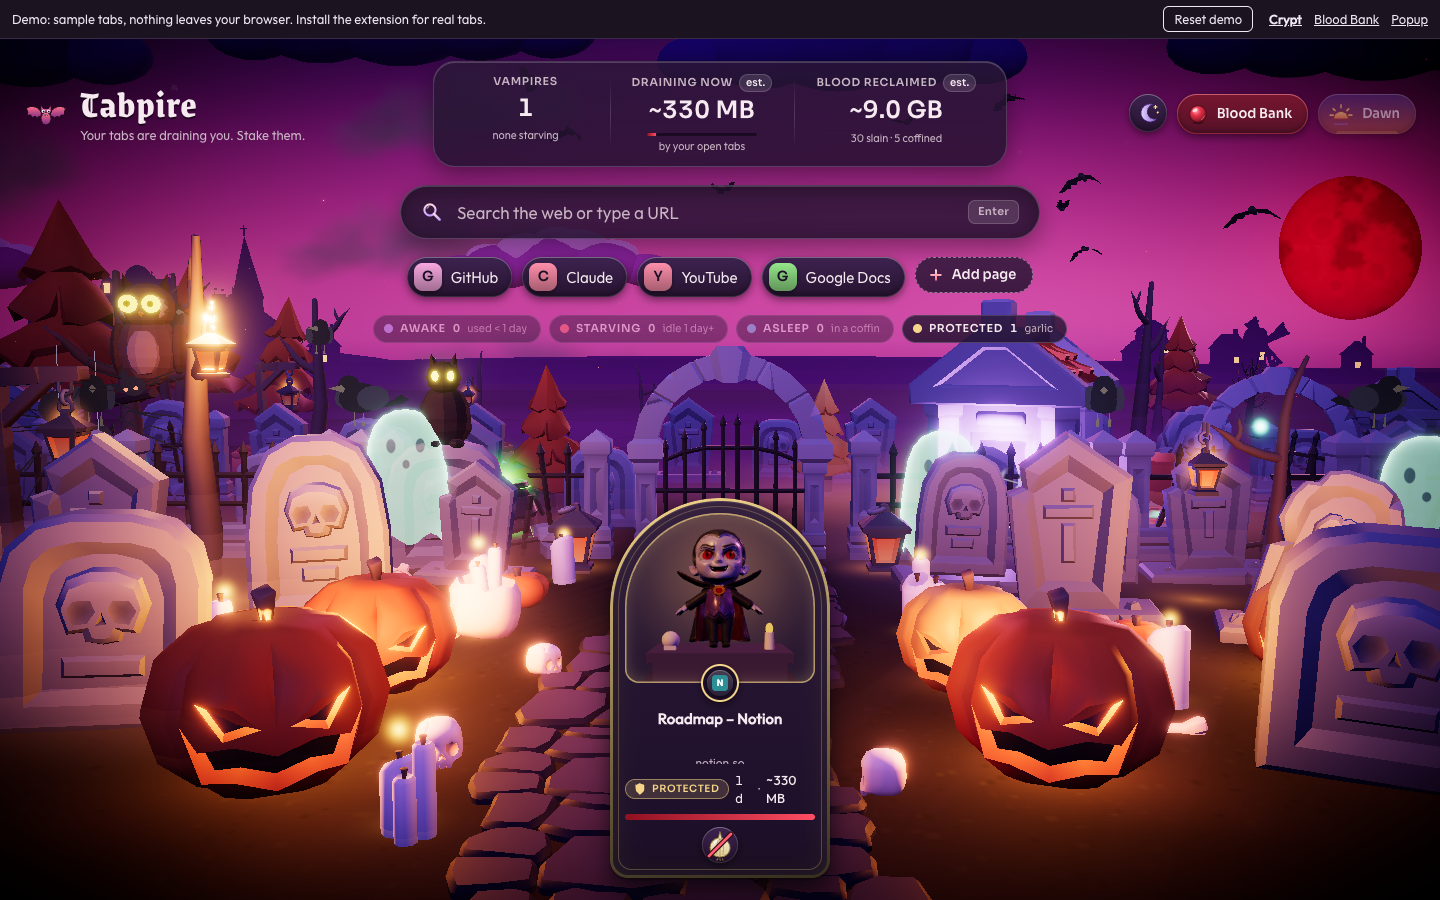 Demo: sample tabs, nothing leaves your browser. Install the extension for real tabs.
Reset demo
Crypt
Blood Bank
Popup
Tabpire
Your tabs are draining you. Stake them.
VAMPIRES
1
none starving
DRAINING NOW est.
~330 MB
by your open tabs
BLOOD RECLAIMED est.
~9.0 GB
30 slain · 5 coffined
Blood Bank
Dawn
Search the web or type a URL
Enter
G GitHub
C Claude
Y YouTube
G Google Docs
+ Add page
AWAKE 0 used < 1 day
STARVING 0 idle 1 day+
ASLEEP 0 in a coffin
PROTECTED 1 garlic
N
Roadmap – Notion
notion.so
PROTECTED
1 d · ~330 MB